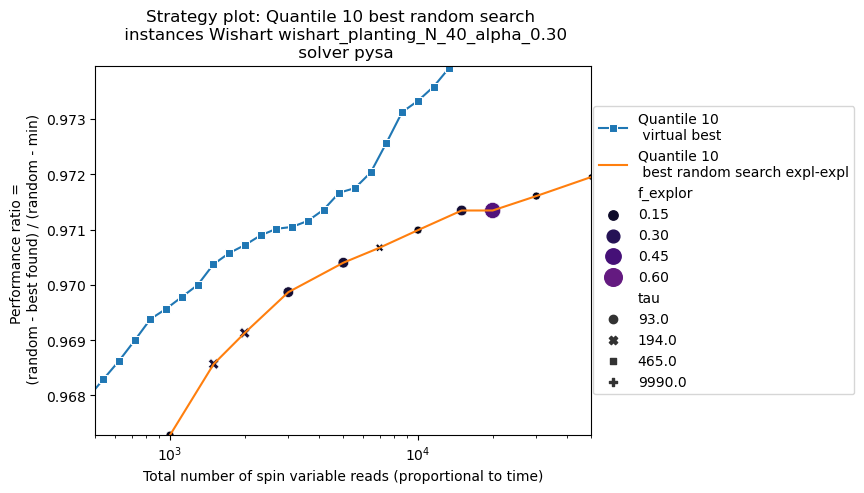 Strategy plot: Quantile 10 best random search
instances Wishart wishart_planting_N_40_alpha_0.30
solver pysa
Performance ratio =
(random - best found) / (random - min)
0.973
0.972
0.971
0.970
0.969
0.968
10³
10⁴
Total number of spin variable reads (proportional to time)
Quantile 10
virtual best
Quantile 10
best random search expl-expl
f_explor
0.15
0.30
0.45
0.60
tau
93.0
194.0
465.0
9990.0